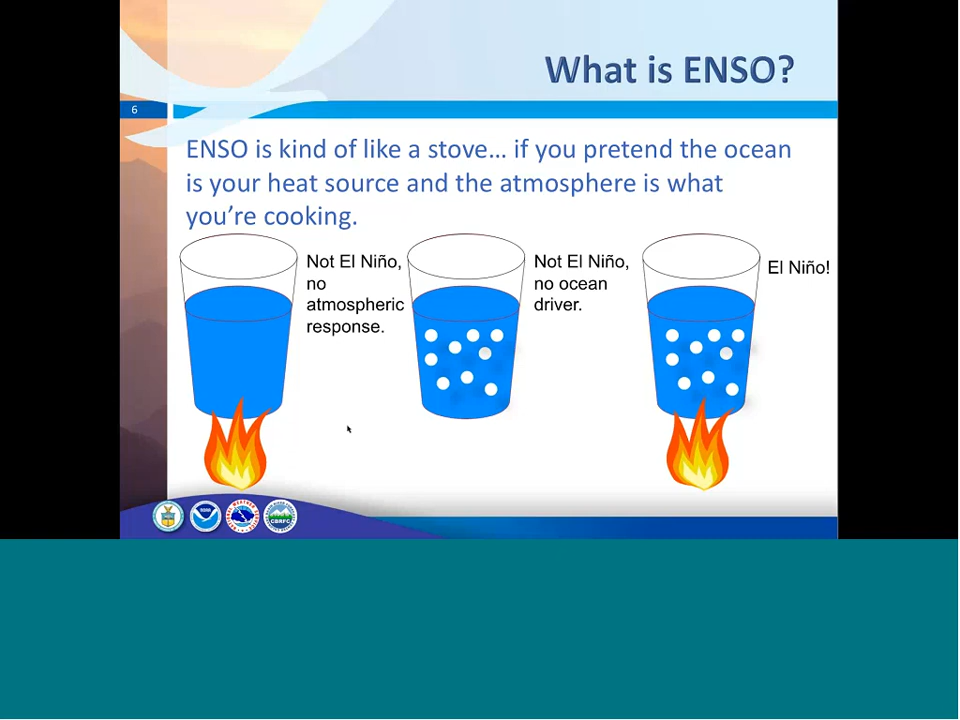 What is ENSO?
6
ENSO is kind of like a stove... if you pretend the ocean
is your heat source and the atmosphere is what
you're cooking.
Not El Niño,
no
atmospheric
response.
Not El Niño,
no ocean
driver.
El Niño!
CBRFC